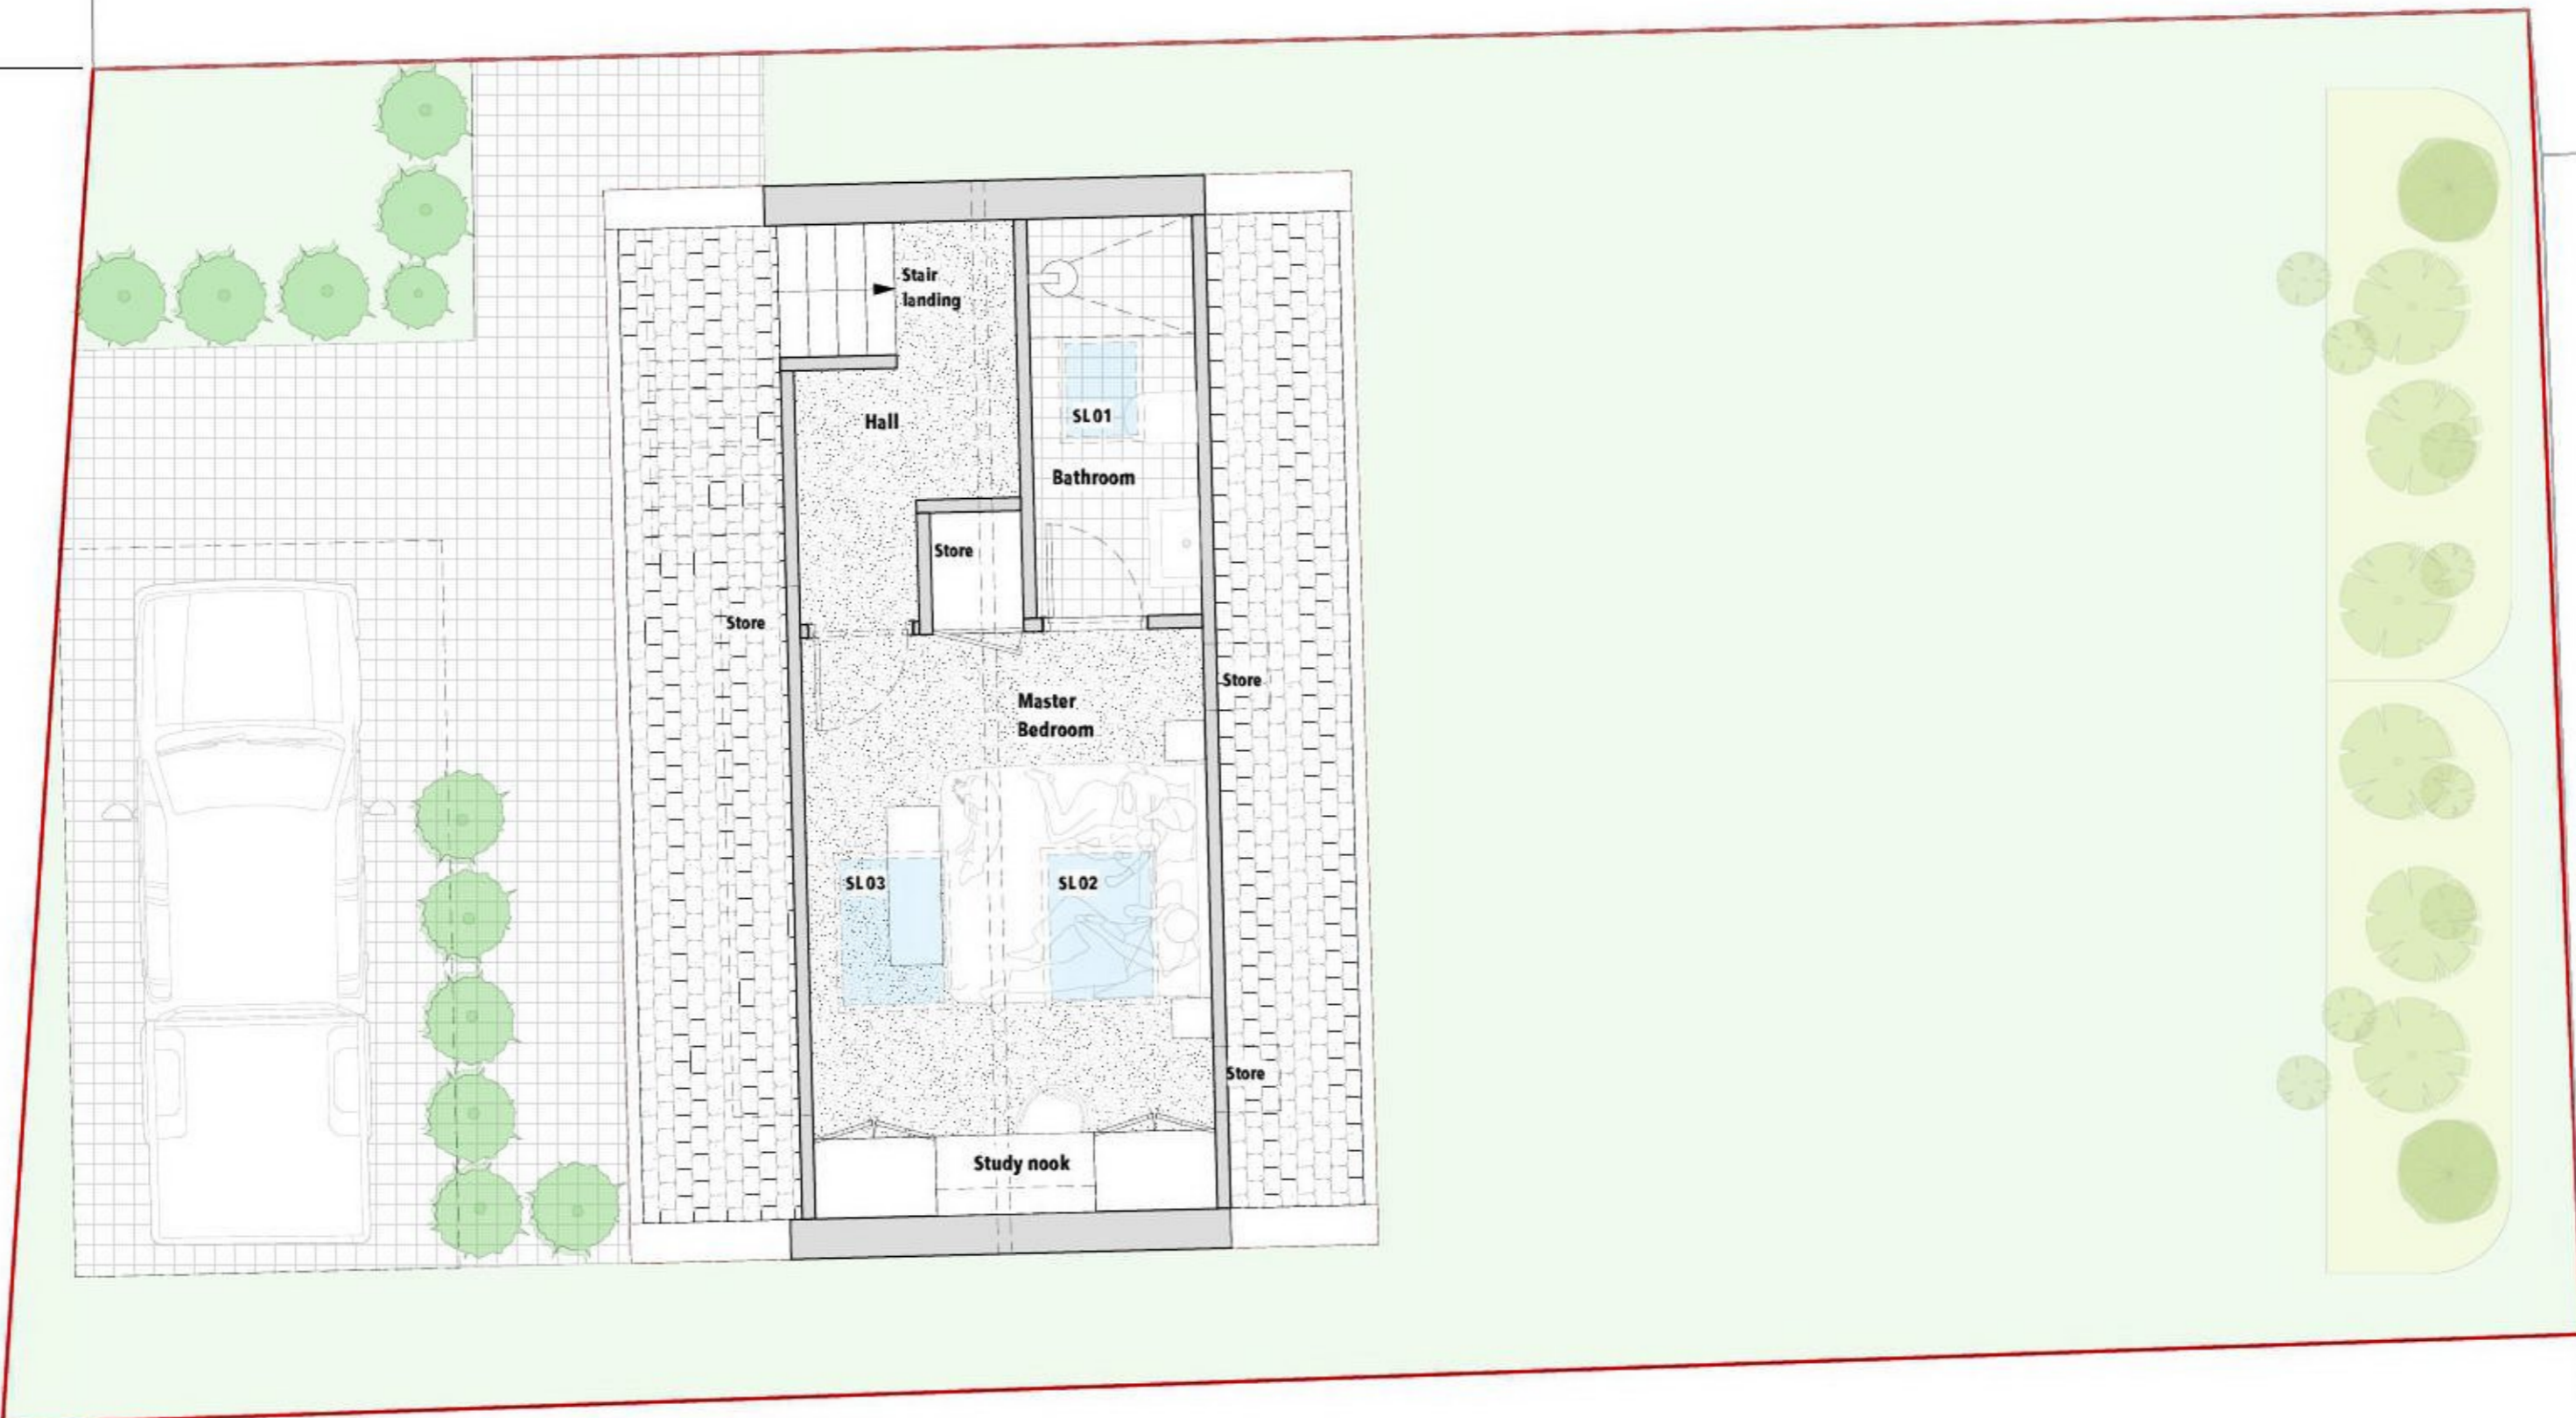 Stair
landing
Hall
SL01
Bathroom
Store
Store
Store
Master
Bedroom
SL03
SL02
Store
Study nook